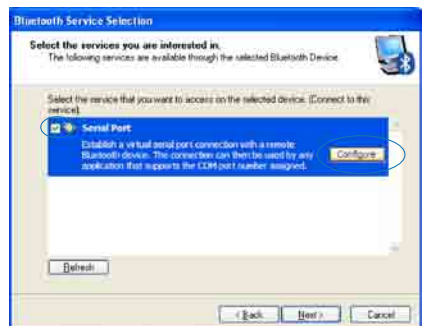 Bluetooth Service Selection
Select the services you are interested in.
The following services are available through the selected Bluetooth Device.
Select the service that you want to access on the selected device. (Connect to this
service).
Serial Port
Establish a virtual serial port connection with a remote
Bluetooth device. The connection can then be used by any
application that supports the COM port number assigned.
Configure
Refresh
< Back
Next >
Cancel